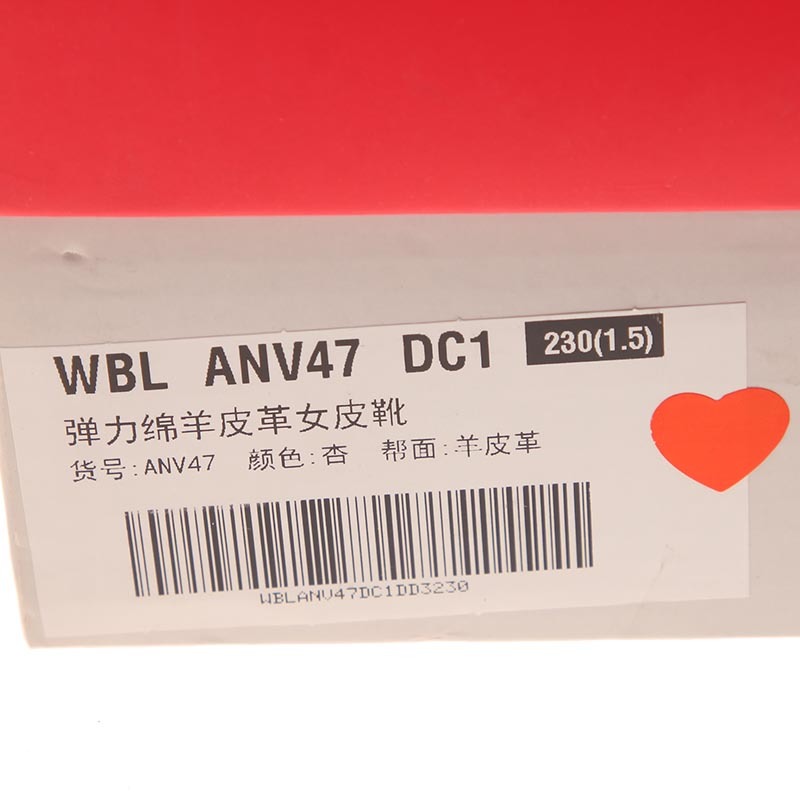 WBL ANV47 DC1 230(1.5)
弹力绵羊皮革女皮靴
货号:ANV47 颜色:杏 帮面:羊皮革
WBLANV47DC1DD3230